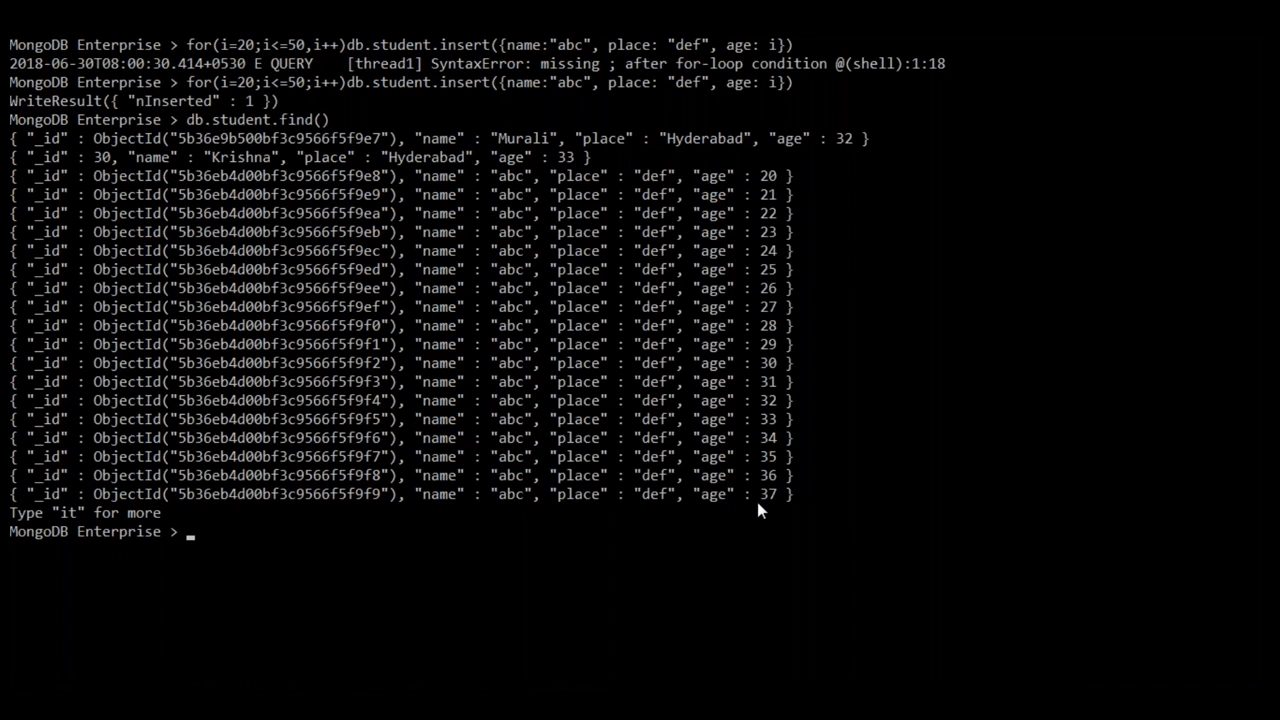 MongoDB Enterprise > for(i=20;i<=50,i++)db.student.insert({name:"abc", place: "def", age: i})
2018-06-30T08:00:30.414+0530 E QUERY    [thread1] SyntaxError: missing ; after for-loop condition @(shell):1:18
MongoDB Enterprise > for(i=20;i<=50;i++)db.student.insert({name:"abc", place: "def", age: i})
WriteResult({ "nInserted" : 1 })
MongoDB Enterprise > db.student.find()
{ "_id" : ObjectId("5b36e9b500bf3c9566f5f9e7"), "name" : "Murali", "place" : "Hyderabad", "age" : 32 }
{ "_id" : 30, "name" : "Krishna", "place" : "Hyderabad", "age" : 33 }
{ "_id" : ObjectId("5b36eb4d00bf3c9566f5f9e8"), "name" : "abc", "place" : "def", "age" : 20 }
{ "_id" : ObjectId("5b36eb4d00bf3c9566f5f9e9"), "name" : "abc", "place" : "def", "age" : 21 }
{ "_id" : ObjectId("5b36eb4d00bf3c9566f5f9ea"), "name" : "abc", "place" : "def", "age" : 22 }
{ "_id" : ObjectId("5b36eb4d00bf3c9566f5f9eb"), "name" : "abc", "place" : "def", "age" : 23 }
{ "_id" : ObjectId("5b36eb4d00bf3c9566f5f9ec"), "name" : "abc", "place" : "def", "age" : 24 }
{ "_id" : ObjectId("5b36eb4d00bf3c9566f5f9ed"), "name" : "abc", "place" : "def", "age" : 25 }
{ "_id" : ObjectId("5b36eb4d00bf3c9566f5f9ee"), "name" : "abc", "place" : "def", "age" : 26 }
{ "_id" : ObjectId("5b36eb4d00bf3c9566f5f9ef"), "name" : "abc", "place" : "def", "age" : 27 }
{ "_id" : ObjectId("5b36eb4d00bf3c9566f5f9f0"), "name" : "abc", "place" : "def", "age" : 28 }
{ "_id" : ObjectId("5b36eb4d00bf3c9566f5f9f1"), "name" : "abc", "place" : "def", "age" : 29 }
{ "_id" : ObjectId("5b36eb4d00bf3c9566f5f9f2"), "name" : "abc", "place" : "def", "age" : 30 }
{ "_id" : ObjectId("5b36eb4d00bf3c9566f5f9f3"), "name" : "abc", "place" : "def", "age" : 31 }
{ "_id" : ObjectId("5b36eb4d00bf3c9566f5f9f4"), "name" : "abc", "place" : "def", "age" : 32 }
{ "_id" : ObjectId("5b36eb4d00bf3c9566f5f9f5"), "name" : "abc", "place" : "def", "age" : 33 }
{ "_id" : ObjectId("5b36eb4d00bf3c9566f5f9f6"), "name" : "abc", "place" : "def", "age" : 34 }
{ "_id" : ObjectId("5b36eb4d00bf3c9566f5f9f7"), "name" : "abc", "place" : "def", "age" : 35 }
{ "_id" : ObjectId("5b36eb4d00bf3c9566f5f9f8"), "name" : "abc", "place" : "def", "age" : 36 }
{ "_id" : ObjectId("5b36eb4d00bf3c9566f5f9f9"), "name" : "abc", "place" : "def", "age" : 37 }
Type "it" for more
MongoDB Enterprise > _